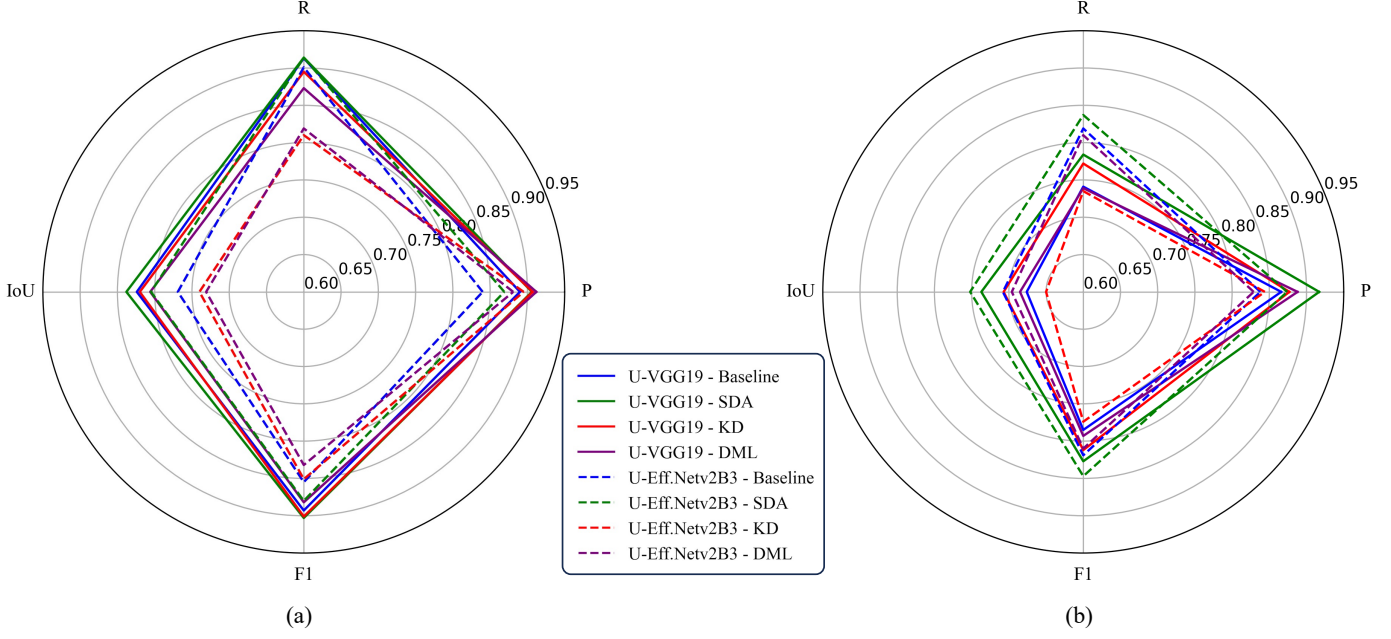 R
R
0.95
0.90
0.85
0.80
0.75
0.70
0.65
0.60
IoU
P
0.95
0.90
0.85
0.80
0.75
0.70
0.65
0.60
IoU
P
U-VGG19 - Baseline
U-VGG19 - SDA
U-VGG19 - KD
U-VGG19 - DML
U-Eff.Netv2B3 - Baseline
U-Eff.Netv2B3 - SDA
U-Eff.Netv2B3 - KD
U-Eff.Netv2B3 - DML
F1
F1
(a)
(b)